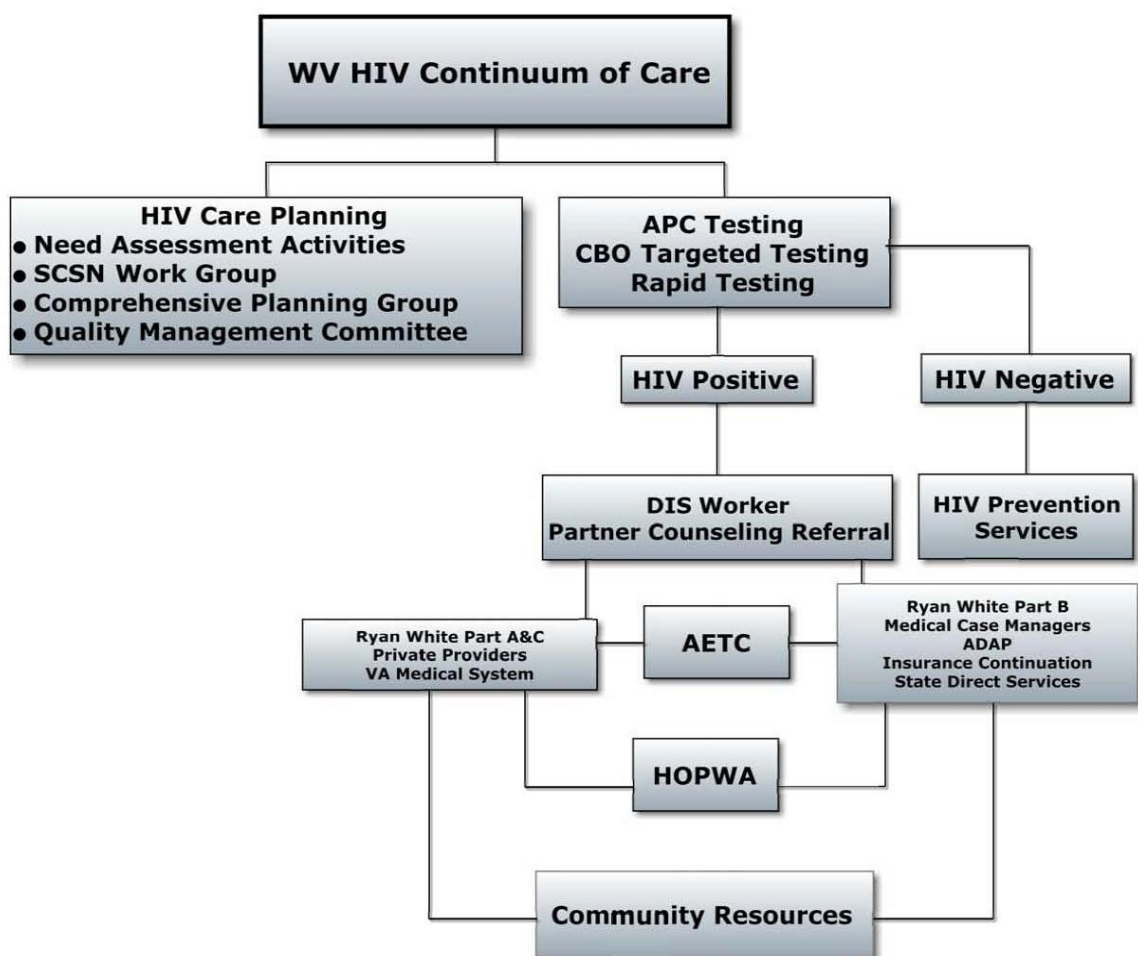 WV HIV Continuum of Care
HIV Care Planning
● Need Assessment Activities
● SCSN Work Group
● Comprehensive Planning Group
● Quality Management Committee
APC Testing
CBO Targeted Testing
Rapid Testing
HIV Positive
HIV Negative
DIS Worker
Partner Counseling Referral
HIV Prevention
Services
Ryan White Part A&C
Private Providers
VA Medical System
AETC
Ryan White Part B
Medical Case Managers
ADAP
Insurance Continuation
State Direct Services
HOPWA
Community Resources